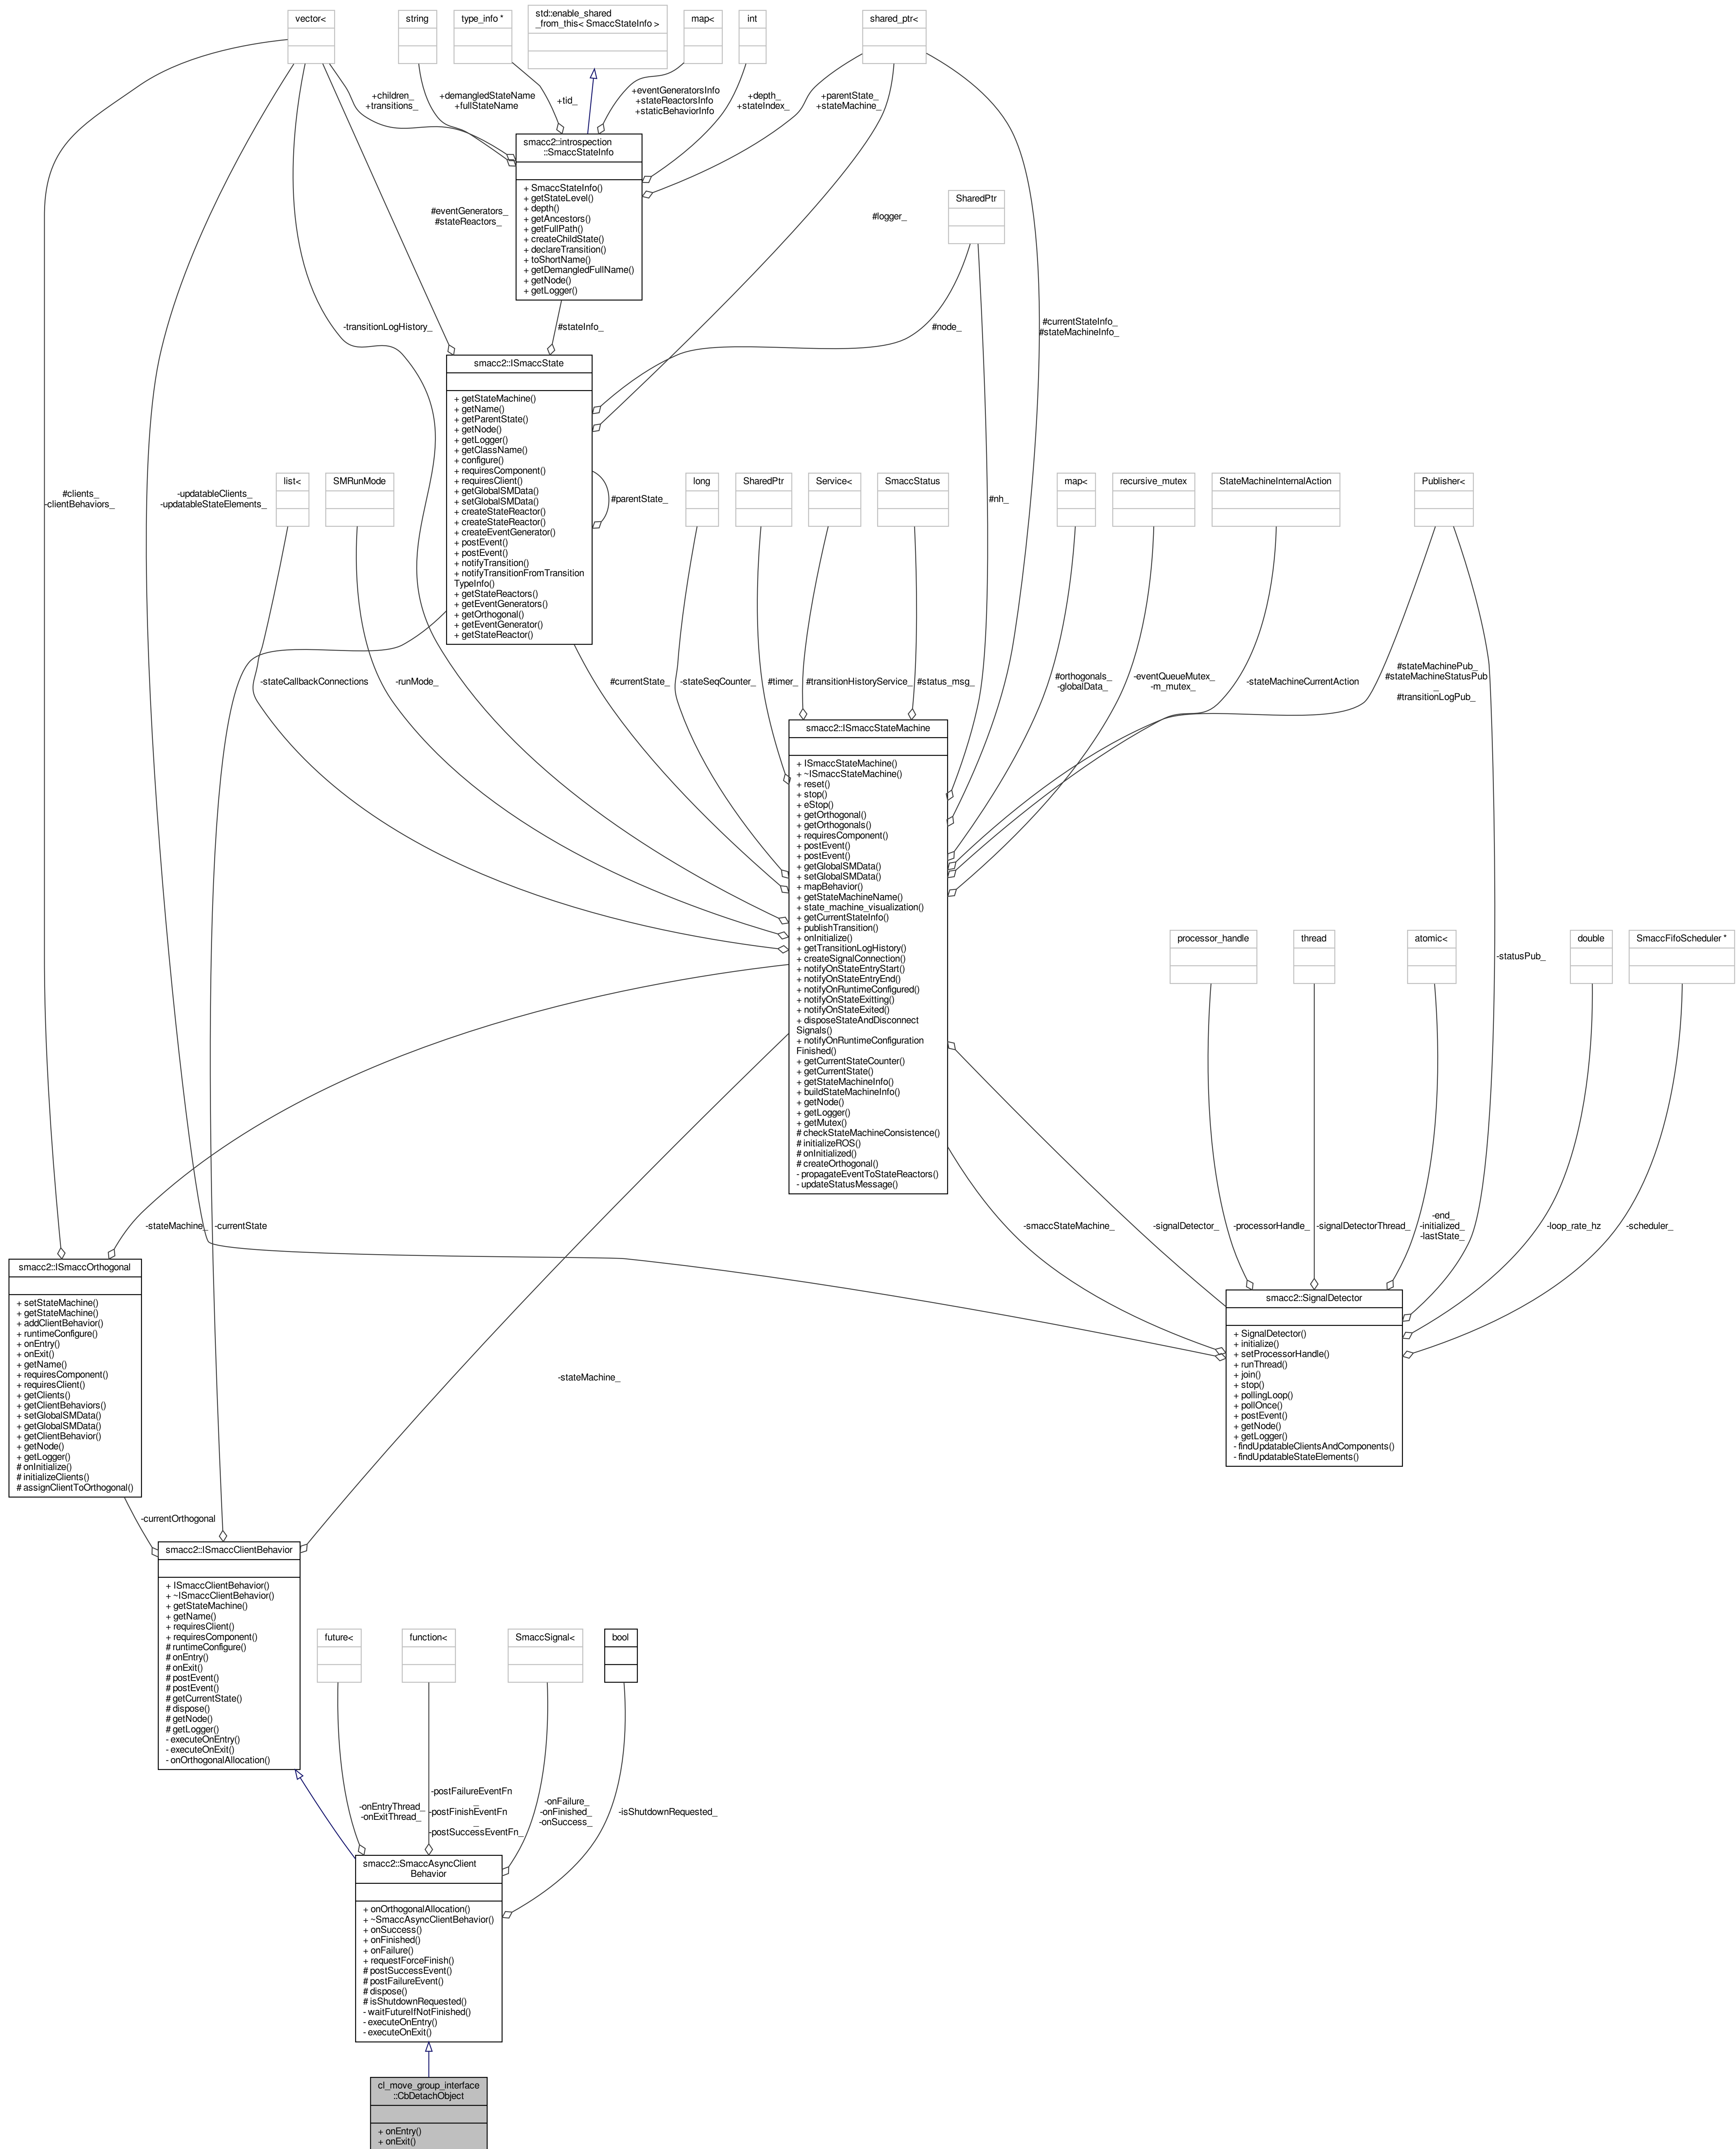 vector<
string
type_info *
std::enable_shared
_from_this< SmaccStateInfo >
map<
int
shared_ptr<
+children_
+transitions_
+demangledStateName
+fullStateName
+tid_
+eventGeneratorsInfo
+stateReactorsInfo
+staticBehaviorInfo
+depth_
+stateIndex_
+parentState_
+stateMachine_
smacc2::introspection
::SmaccStateInfo
+ SmaccStateInfo()
+ getStateLevel()
+ depth()
+ getAncestors()
+ getFullPath()
+ createChildState()
+ declareTransition()
+ toShortName()
+ getDemangledFullName()
+ getNode()
+ getLogger()
#eventGenerators_
#stateReactors_
#logger_
SharedPtr
-transitionLogHistory_
#stateInfo_
#node_
#currentStateInfo_
#stateMachineInfo_
smacc2::ISmaccState
+ getStateMachine()
+ getName()
+ getParentState()
+ getNode()
+ getLogger()
+ getClassName()
+ configure()
+ requiresComponent()
+ requiresClient()
+ getGlobalSMData()
+ setGlobalSMData()
+ createStateReactor()
+ createStateReactor()
+ createEventGenerator()
+ postEvent()
+ postEvent()
+ notifyTransition()
+ notifyTransitionFromTransition
TypeInfo()
+ getStateReactors()
+ getEventGenerators()
+ getOrthogonal()
+ getEventGenerator()
+ getStateReactor()
#parentState_
#clients_
-clientBehaviors_
-updatableClients_
-updatableStateElements_
list<
SMRunMode
long
SharedPtr
Service<
SmaccStatus
#nh_
map<
recursive_mutex
StateMachineInternalAction
Publisher<
-stateCallbackConnections
-runMode_
#currentState_
-stateSeqCounter_
#timer_
#transitionHistoryService_
#status_msg_
#orthogonals_
-globalData_
-eventQueueMutex_
-m_mutex_
-stateMachineCurrentAction
#stateMachinePub_
#stateMachineStatusPub
_
#transitionLogPub_
smacc2::ISmaccStateMachine
+ ISmaccStateMachine()
+ ~ISmaccStateMachine()
+ reset()
+ stop()
+ eStop()
+ getOrthogonal()
+ getOrthogonals()
+ requiresComponent()
+ postEvent()
+ postEvent()
+ getGlobalSMData()
+ setGlobalSMData()
+ mapBehavior()
+ getStateMachineName()
+ state_machine_visualization()
+ getCurrentStateInfo()
+ publishTransition()
+ onInitialize()
+ getTransitionLogHistory()
+ createSignalConnection()
+ notifyOnStateEntryStart()
+ notifyOnStateEntryEnd()
+ notifyOnRuntimeConfigured()
+ notifyOnStateExitting()
+ notifyOnStateExited()
+ disposeStateAndDisconnect
Signals()
+ notifyOnRuntimeConfiguration
Finished()
+ getCurrentStateCounter()
+ getCurrentState()
+ getStateMachineInfo()
+ buildStateMachineInfo()
+ getNode()
+ getLogger()
+ getMutex()
# checkStateMachineConsistence()
# initializeROS()
# onInitialized()
# createOrthogonal()
- propagateEventToStateReactors()
- updateStatusMessage()
processor_handle
thread
atomic<
-statusPub_
double
SmaccFifoScheduler *
-stateMachine_
-currentState
-smaccStateMachine_
-signalDetector_
-processorHandle_
-signalDetectorThread_
-end_
-initialized_
-lastState_
-loop_rate_hz
-scheduler_
smacc2::ISmaccOrthogonal
+ setStateMachine()
+ getStateMachine()
+ addClientBehavior()
+ runtimeConfigure()
+ onEntry()
+ onExit()
+ getName()
+ requiresComponent()
+ requiresClient()
+ getClients()
+ getClientBehaviors()
+ setGlobalSMData()
+ getGlobalSMData()
+ getClientBehavior()
+ getNode()
+ getLogger()
# onInitialize()
# initializeClients()
# assignClientToOrthogonal()
smacc2::SignalDetector
+ SignalDetector()
+ initialize()
+ setProcessorHandle()
+ runThread()
+ join()
+ stop()
+ pollingLoop()
+ pollOnce()
+ postEvent()
+ getNode()
+ getLogger()
- findUpdatableClientsAndComponents()
- findUpdatableStateElements()
-stateMachine_
-currentOrthogonal
smacc2::ISmaccClientBehavior
+ ISmaccClientBehavior()
+ ~ISmaccClientBehavior()
+ getStateMachine()
+ getName()
+ requiresClient()
+ requiresComponent()
# runtimeConfigure()
# onEntry()
# onExit()
# postEvent()
# postEvent()
# getCurrentState()
# dispose()
# getNode()
# getLogger()
- executeOnEntry()
- executeOnExit()
- onOrthogonalAllocation()
future<
function<
SmaccSignal<
bool
-onEntryThread_
-onExitThread_
-postFailureEventFn
_
-postFinishEventFn
_
-postSuccessEventFn_
-onFailure_
-onFinished_
-onSuccess_
-isShutdownRequested_
smacc2::SmaccAsyncClient
Behavior
+ onOrthogonalAllocation()
+ ~SmaccAsyncClientBehavior()
+ onSuccess()
+ onFinished()
+ onFailure()
+ requestForceFinish()
# postSuccessEvent()
# postFailureEvent()
# dispose()
# isShutdownRequested()
- waitFutureIfNotFinished()
- executeOnEntry()
- executeOnExit()
cl_move_group_interface
::CbDetachObject
+ onEntry()
+ onExit()